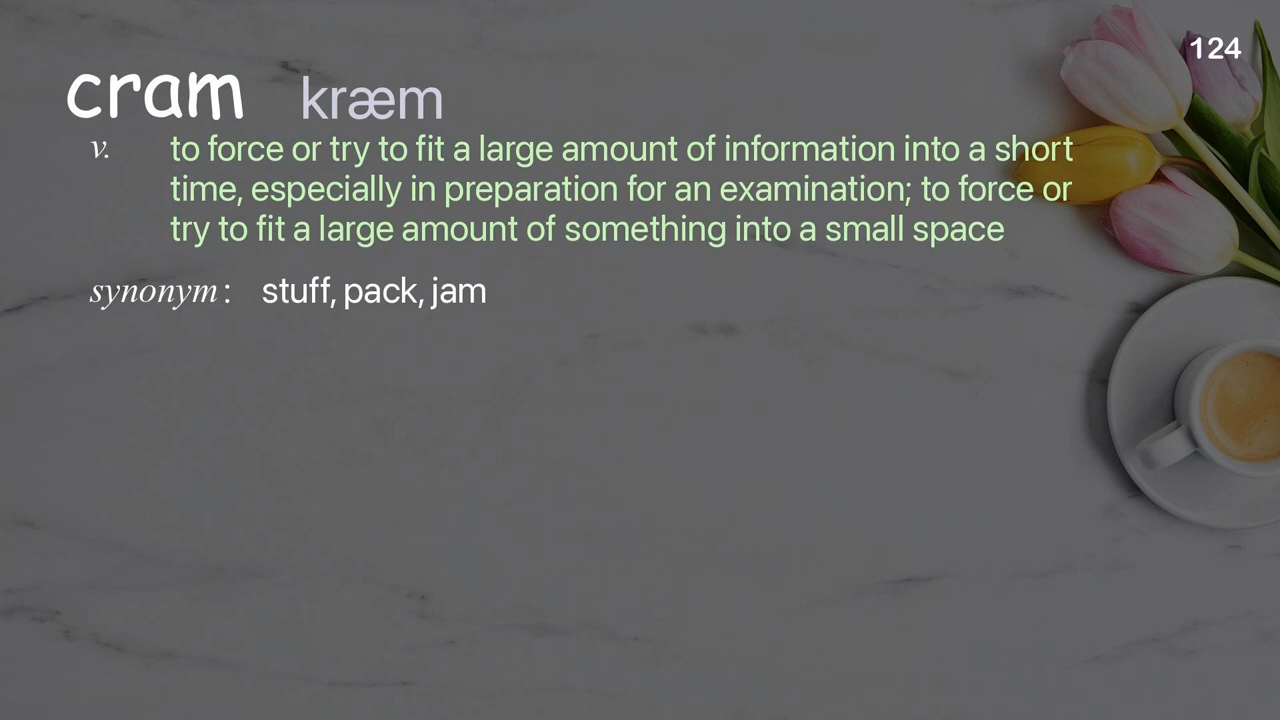 124
cram kræm
v. to force or try to fit a large amount of information into a short
time, especially in preparation for an examination; to force or
try to fit a large amount of something into a small space
synonym : stuff, pack, jam